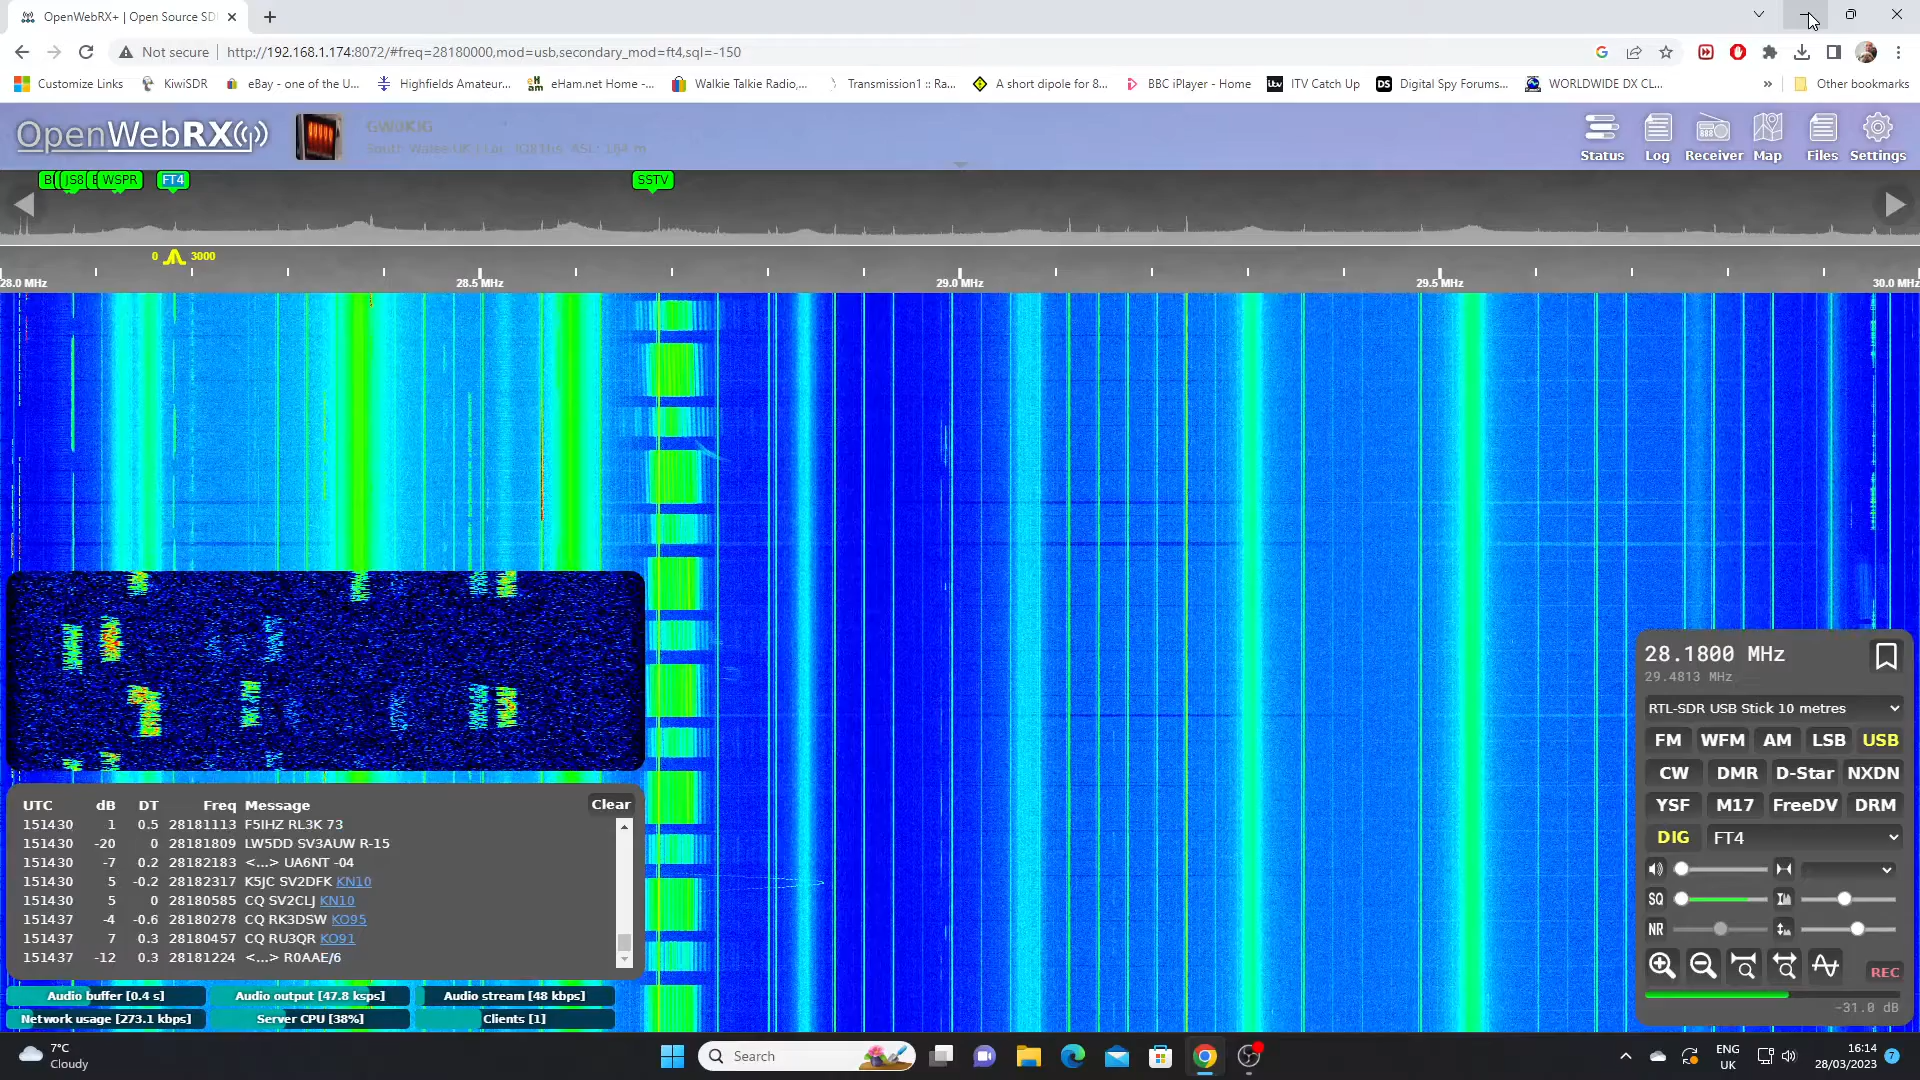 OpenWebRX+ | Open Source SD
Not secure | http://192.168.1.174:8072/#freq=28180000,mod=usb,secondary_mod=ft4,sql=-150
Customize Links KiwiSDR eBay - one of the U... Highfields Amateur... eHam.net Home -... Walkie Talkie Radio,... Transmission1 :: Ra... A short dipole for 8... BBC iPlayer - Home ITV Catch Up Digital Spy Forums... WORLDWIDE DX CL... » Other bookmarks
OpenWebRX
GW0KJG
Status Log Receiver Map Files Settings
JS8 WSPR FT4 SSTV
0 3000
28.0 MHz 28.5 MHz 29.0 MHz 29.5 MHz 30.0 MHz
UTC dB DT Freq Message
Clear
151430 1 0.5 28181113 F5IHZ RL3K 73
151430 -20 0 28181809 LW5DD SV3AUW R-15
151430 -7 0.2 28182183 <...> UA6NT -04
151430 5 -0.2 28182317 K5JC SV2DFK KN10
151430 5 0 28180585 CQ SV2CLJ KN10
151437 -4 -0.6 28180278 CQ RK3DSW KO95
151437 7 0.3 28180457 CQ RU3QR KO91
151437 -12 0.3 28181224 <...> R0AAE/6
Audio buffer [0.4 s] Audio output [47.8 ksps] Audio stream [48 kbps]
Network usage [273.1 kbps] Server CPU [38%] Clients [1]
28.1800 MHz
29.4813 MHz
RTL-SDR USB Stick 10 metres
FM WFM AM LSB USB
CW DMR D-Star NXDN
YSF M17 FreeDV DRM
DIG FT4
SQ
NR
REC
-31.0 dB
7°C
Cloudy
Search
ENG
UK
16:14
28/03/2023
7